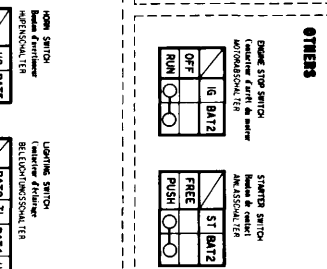 OTHERS
ENGINE STOP SWITCH
Contacteur d'arrêt du moteur
MOTORABSCHALTER
IG BAT2
OFF
RUN
STARTER SWITCH
Bouton de contact
ANLASSSCHALTER
ST BAT2
FREE
PUSH
HORN SWITCH
Bouton d'avertisseur
HUPENSCHALTER
LIGHTING SWITCH
Contacteur d'éclairage
BELEUCHTUNGSSCHALTER